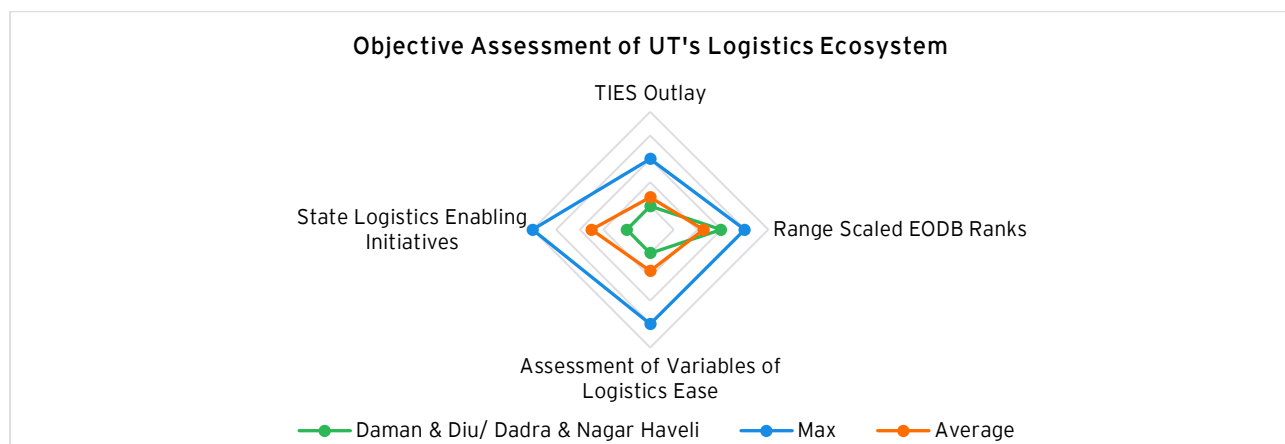 Objective Assessment of UT's Logistics Ecosystem
TIES Outlay
State Logistics Enabling
Initiatives
Range Scaled EODB Ranks
Assessment of Variables of
Logistics Ease
Daman & Diu/ Dadra & Nagar Haveli
Max
Average